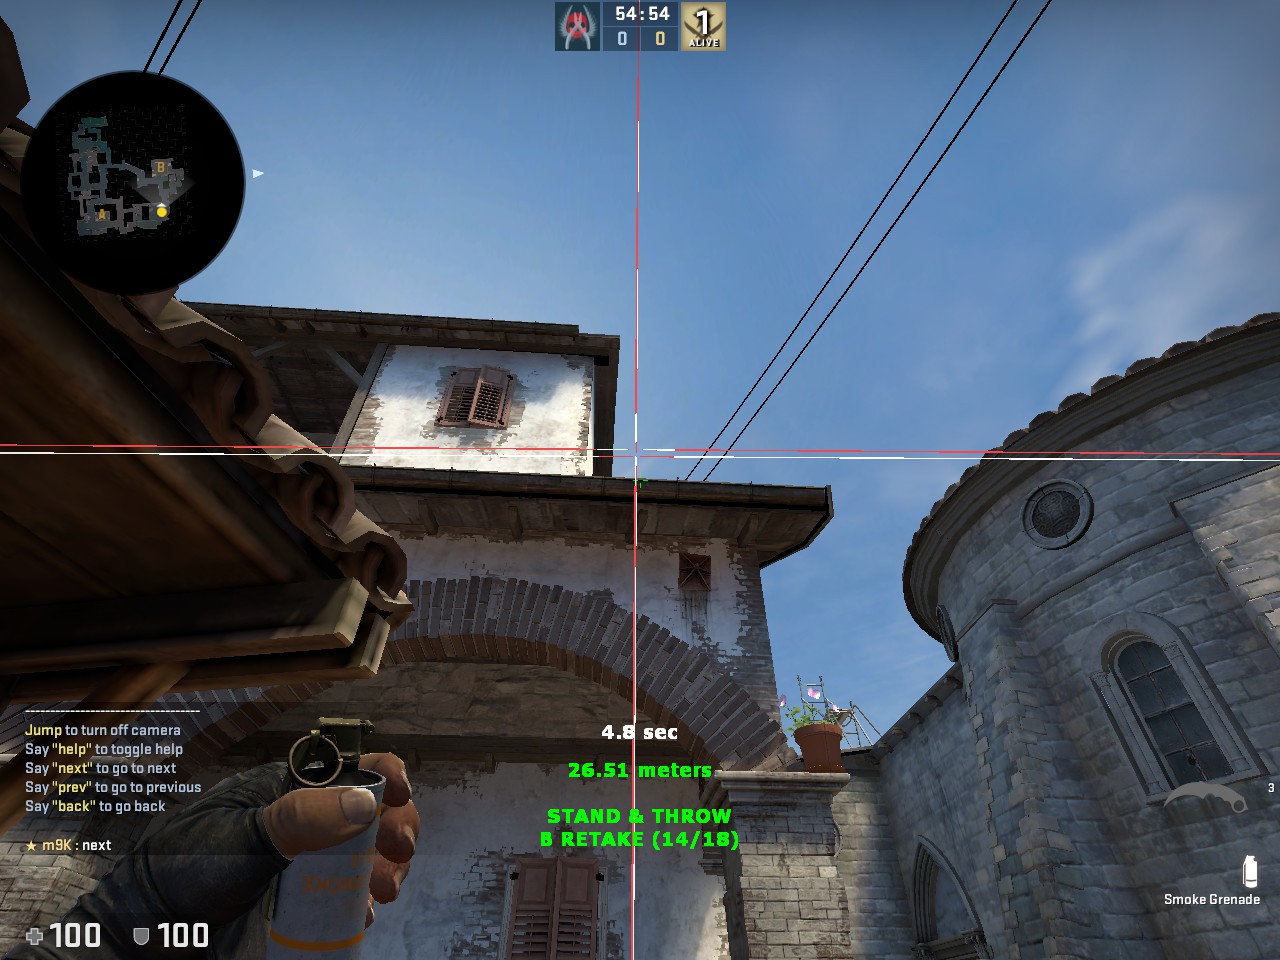 54:54
0 0
1
ALIVE
B
A
Jump to turn off camera
Say "help" to toggle help
Say "next" to go to next
Say "prev" to go to previous
Say "back" to go back
★ m9K : next
4.8 sec
26.51 meters
STAND & THROW
B RETAKE (14/18)
3
Smoke Grenade
100 100